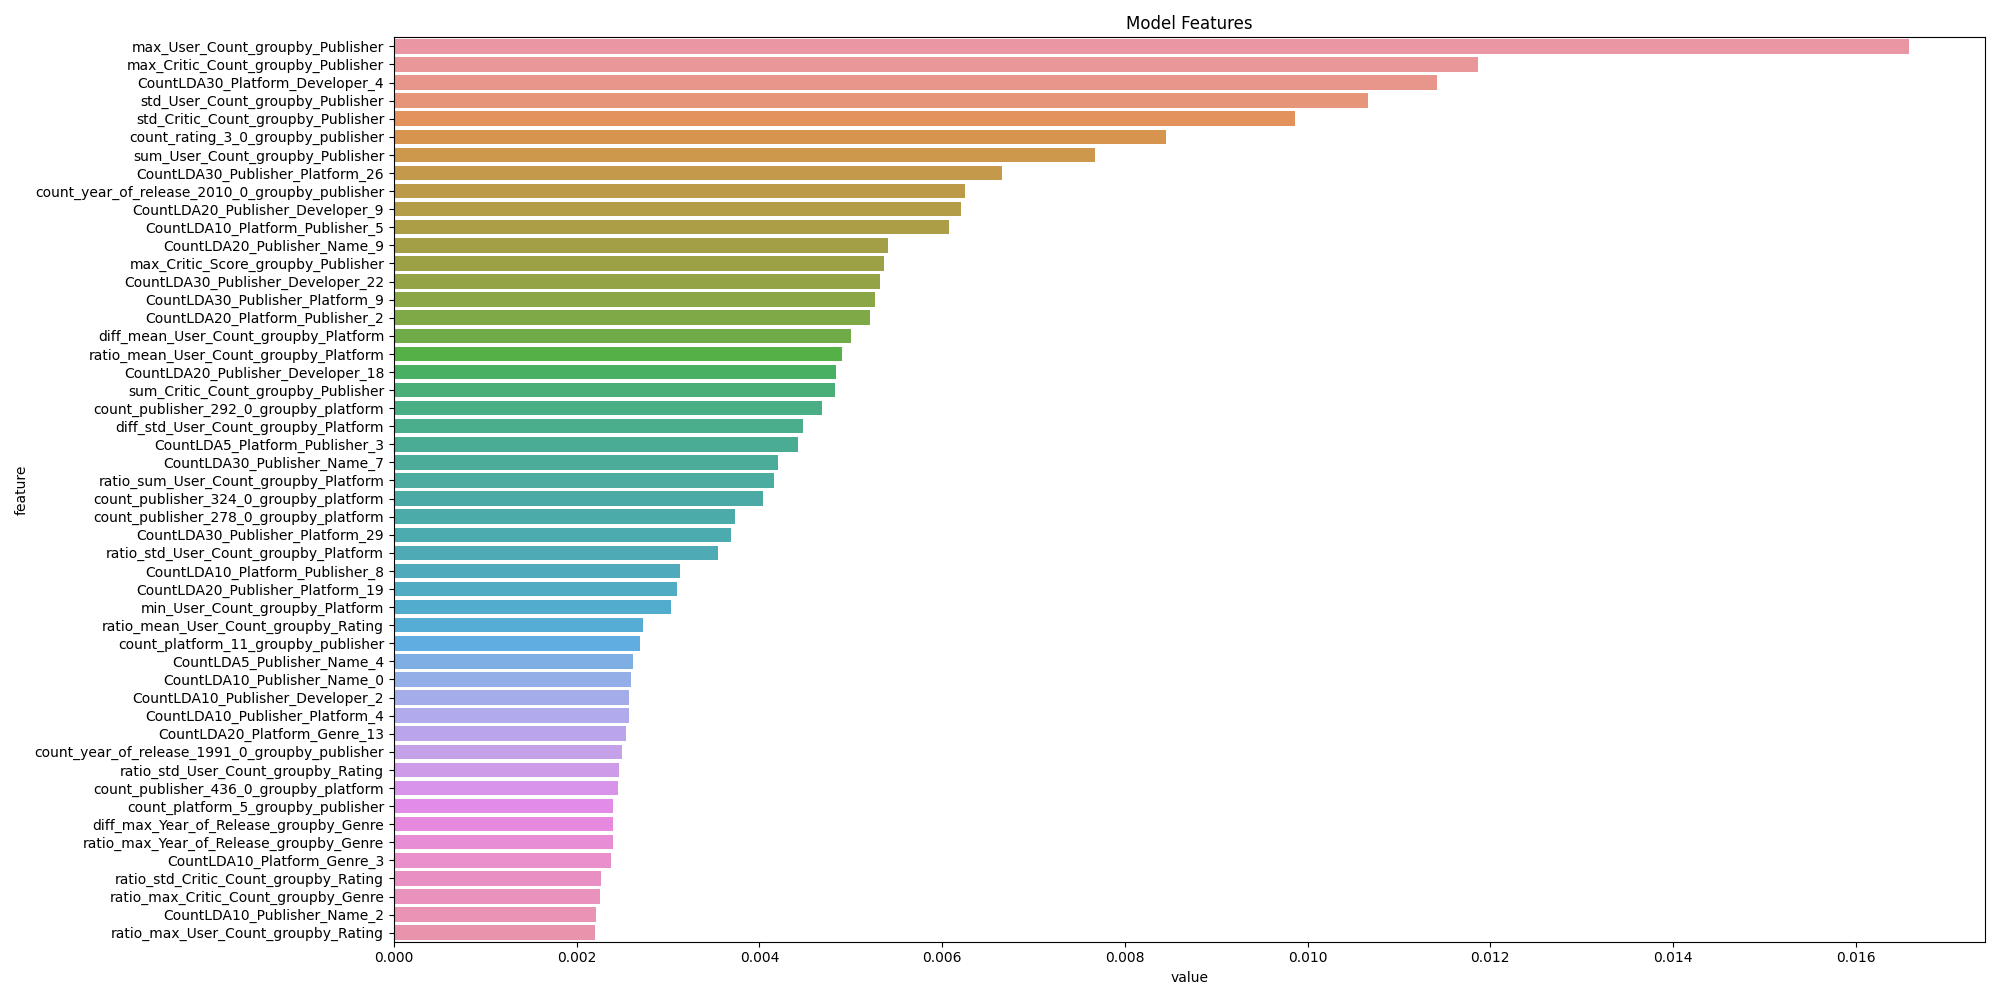 Model Features
max_User_Count_groupby_Publisher
max_Critic_Count_groupby_Publisher
CountLDA30_Platform_Developer_4
std_User_Count_groupby_Publisher
std_Critic_Count_groupby_Publisher
count_rating_3_0_groupby_publisher
sum_User_Count_groupby_Publisher
CountLDA30_Publisher_Platform_26
count_year_of_release_2010_0_groupby_publisher
CountLDA20_Publisher_Developer_9
CountLDA10_Platform_Publisher_5
CountLDA20_Publisher_Name_9
max_Critic_Score_groupby_Publisher
CountLDA30_Publisher_Developer_22
CountLDA30_Publisher_Platform_9
CountLDA20_Platform_Publisher_2
diff_mean_User_Count_groupby_Platform
ratio_mean_User_Count_groupby_Platform
CountLDA20_Publisher_Developer_18
sum_Critic_Count_groupby_Publisher
count_publisher_292_0_groupby_platform
diff_std_User_Count_groupby_Platform
CountLDA5_Platform_Publisher_3
CountLDA30_Publisher_Name_7
ratio_sum_User_Count_groupby_Platform
count_publisher_324_0_groupby_platform
count_publisher_278_0_groupby_platform
CountLDA30_Publisher_Platform_29
ratio_std_User_Count_groupby_Platform
CountLDA10_Platform_Publisher_8
CountLDA20_Publisher_Platform_19
min_User_Count_groupby_Platform
ratio_mean_User_Count_groupby_Rating
count_platform_11_groupby_publisher
CountLDA5_Publisher_Name_4
CountLDA10_Publisher_Name_0
CountLDA10_Publisher_Developer_2
CountLDA10_Publisher_Platform_4
CountLDA20_Platform_Genre_13
count_year_of_release_1991_0_groupby_publisher
ratio_std_User_Count_groupby_Rating
count_publisher_436_0_groupby_platform
count_platform_5_groupby_publisher
diff_max_Year_of_Release_groupby_Genre
ratio_max_Year_of_Release_groupby_Genre
CountLDA10_Platform_Genre_3
ratio_std_Critic_Count_groupby_Rating
ratio_max_Critic_Count_groupby_Genre
CountLDA10_Publisher_Name_2
ratio_max_User_Count_groupby_Rating
feature
0.000 0.002 0.004 0.006 0.008 0.010 0.012 0.014 0.016
value